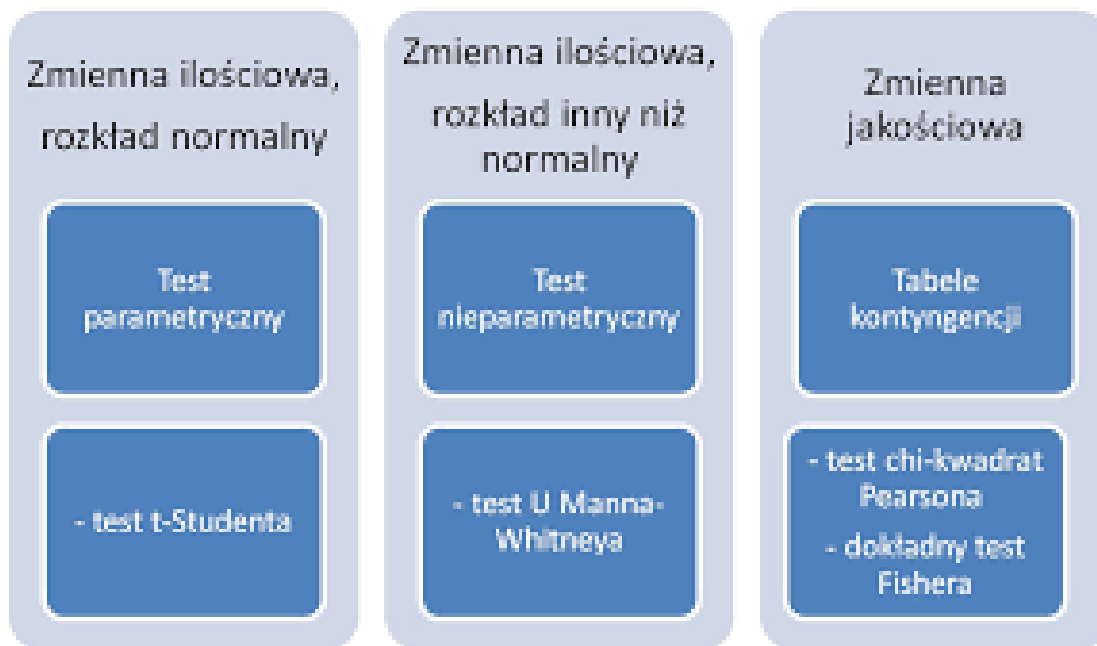 Zmienna ilościowa,
rozkład normalny
Test
parametryczny
- test t-Studenta
Zmienna ilościowa,
rozkład inny niż
normalny
Test
nieparametryczny
- test U Manna-
Whitneya
Zmienna
jakościowa
Tabele
kontyngencji
- test chi-kwadrat
Pearsona
- dokładny test
Fishera